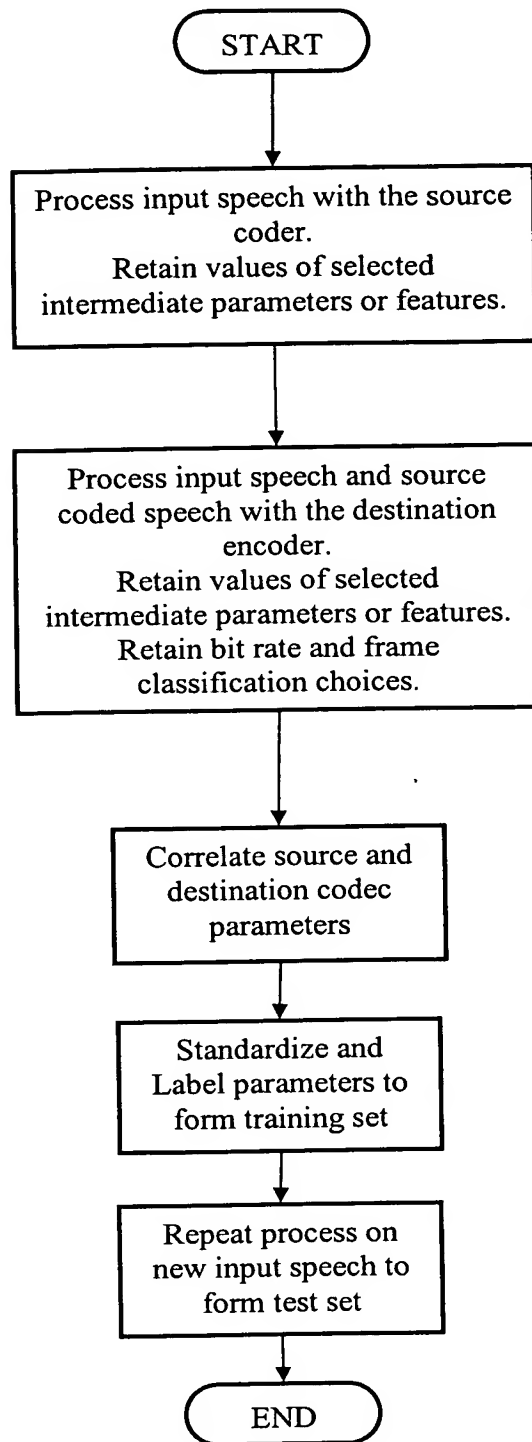 START
Process input speech with the source
coder.
Retain values of selected
intermediate parameters or features.
Process input speech and source
coded speech with the destination
encoder.
Retain values of selected
intermediate parameters or features.
Retain bit rate and frame
classification choices.
Correlate source and
destination codec
parameters
Standardize and
Label parameters to
form training set
Repeat process on
new input speech to
form test set
END